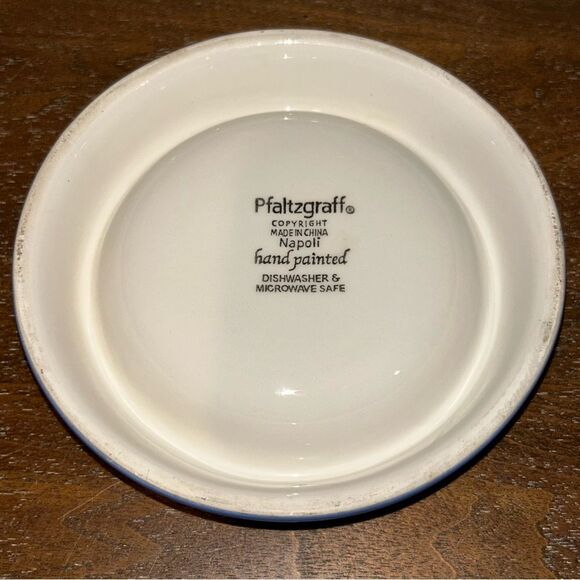 Pfaltzgraff®
COPYRIGHT
MADE IN CHINA
Napoli
hand painted
DISHWASHER &
MICROWAVE SAFE